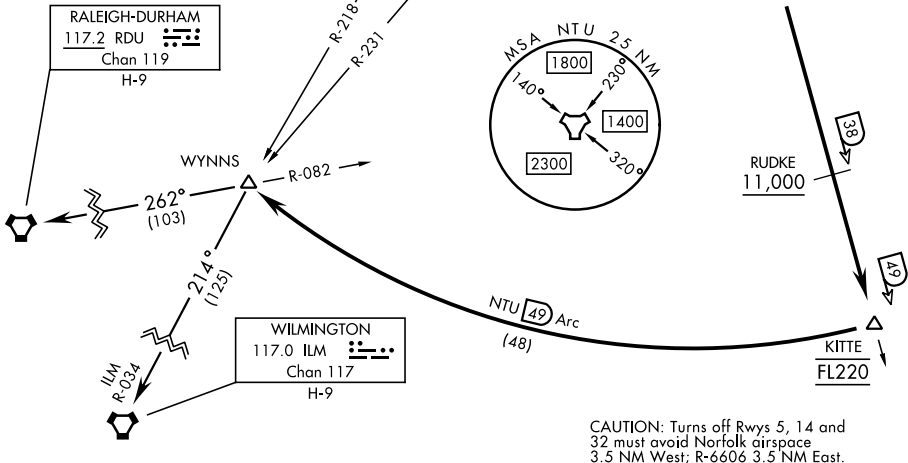 RALEIGH-DURHAM
117.2 RDU
Chan 119
H-9
R-218
R-231
MSA NTU 25 NM
1800
140°
230°
1400
2300
320°
38
RUDKE
11,000
WYNNS
R-082
262°
(103)
214°
(125)
49
NTU 49 Arc
(48)
KITTE
FL220
WILMINGTON
117.0 ILM
Chan 117
H-9
ILM
R-034
CAUTION: Turns off Rwys 5, 14 and
32 must avoid Norfolk airspace
3.5 NM West; R-6606 3.5 NM East.